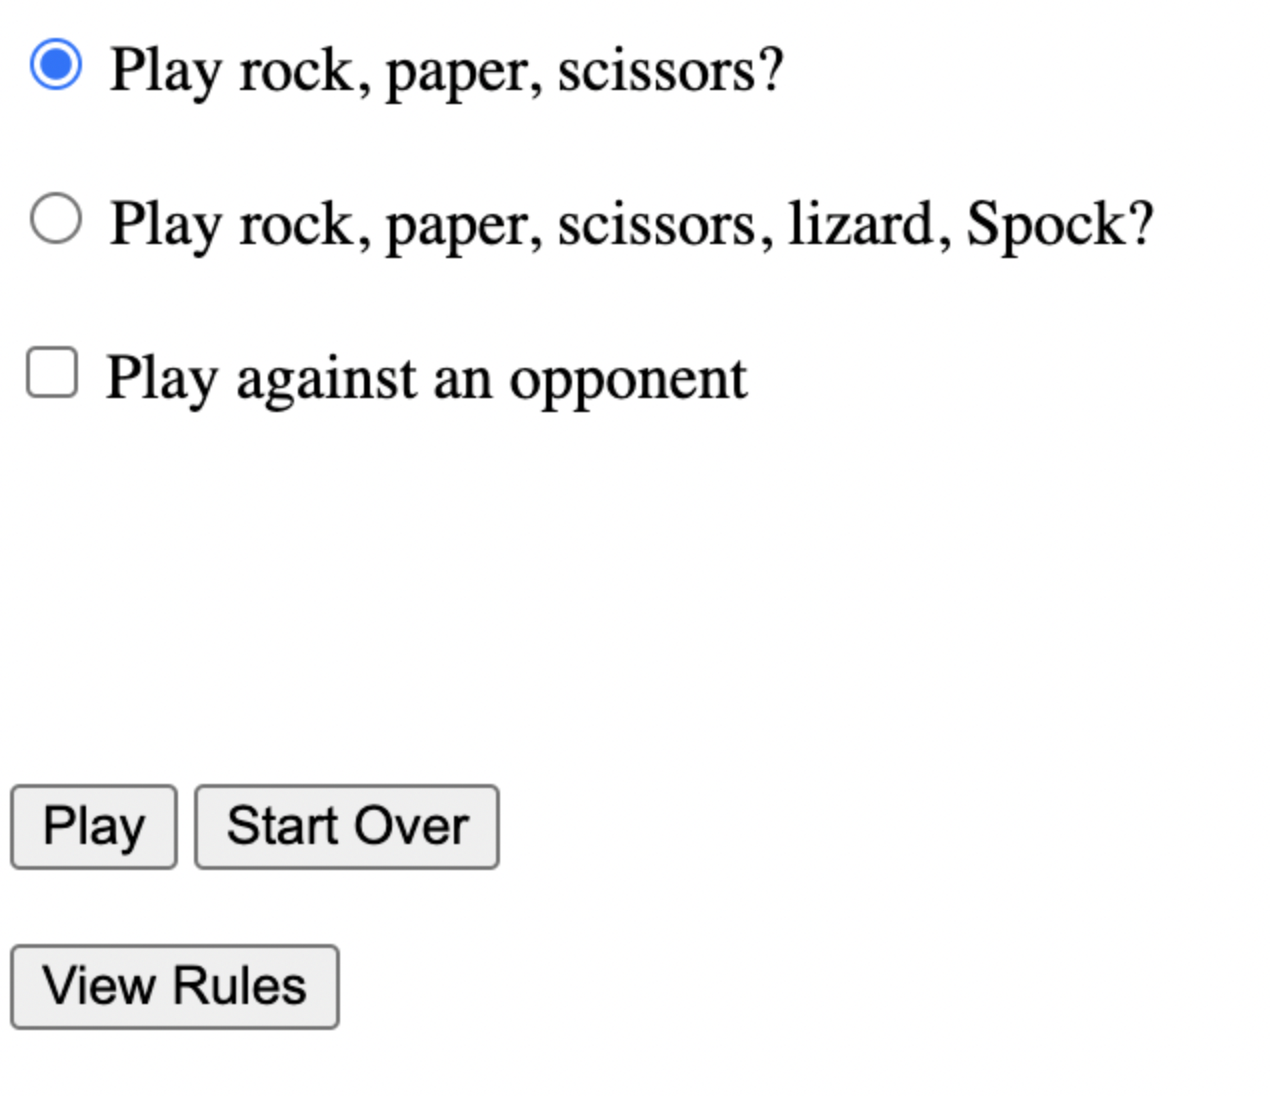 Play rock, paper, scissors?
Play rock, paper, scissors, lizard, Spock?
Play against an opponent
Play Start Over
View Rules